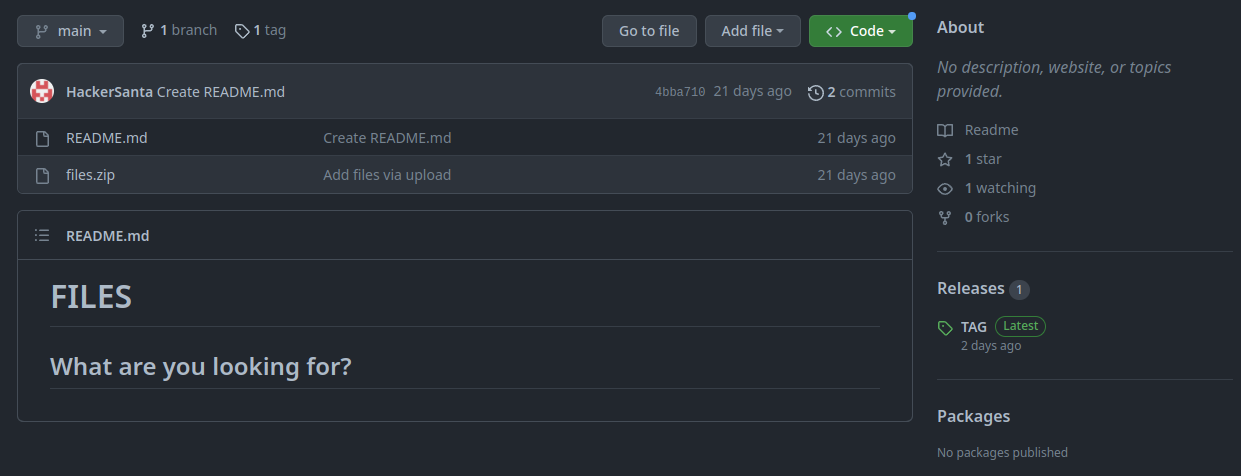 main 1 branch 1 tag Go to file Add file Code
HackerSanta Create README.md 4bba710 21 days ago 2 commits
README.md Create README.md 21 days ago
files.zip Add files via upload 21 days ago
README.md
FILES
What are you looking for?
About
No description, website, or topics
provided.
Readme
1 star
1 watching
0 forks
Releases 1
TAG Latest
2 days ago
Packages
No packages published